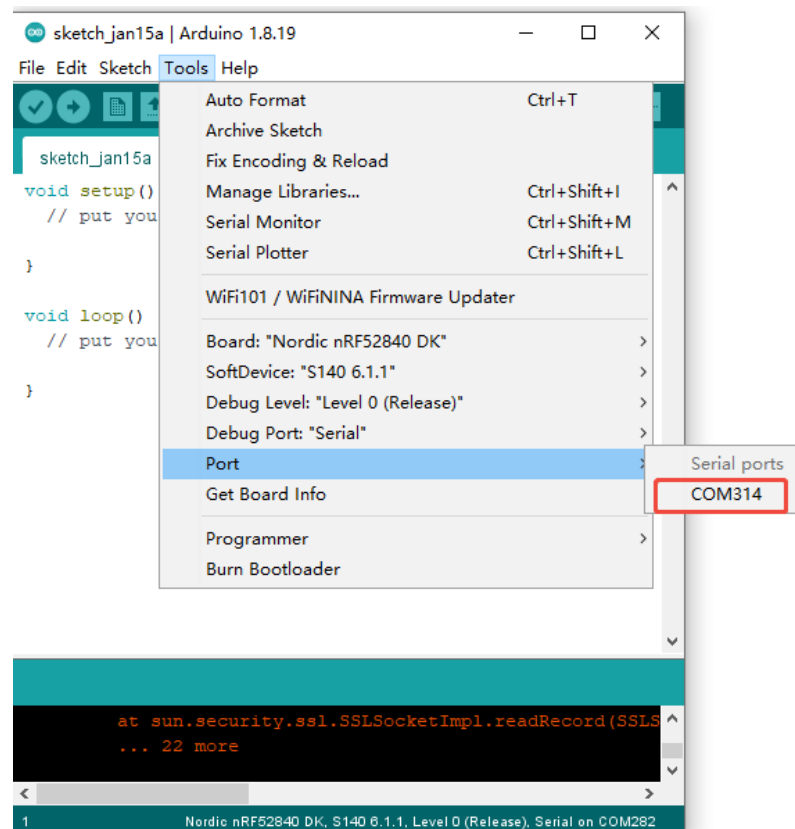 sketch_jan15a | Arduino 1.8.19
File Edit Sketch Tools Help
sketch_jan15a
void setup()
// put you
}
void loop()
// put you
}
Auto Format Ctrl+T
Archive Sketch
Fix Encoding & Reload
Manage Libraries... Ctrl+Shift+I
Serial Monitor Ctrl+Shift+M
Serial Plotter Ctrl+Shift+L
WiFi101 / WiFiNINA Firmware Updater
Board: "Nordic nRF52840 DK"
SoftDevice: "S140 6.1.1"
Debug Level: "Level 0 (Release)"
Debug Port: "Serial"
Port
Get Board Info
Programmer
Burn Bootloader
Serial ports
COM314
at sun.security.ssl.SSLSocketImpl.readRecord(SSLS
... 22 more
1 Nordic nRF52840 DK, S140 6.1.1, Level 0 (Release), Serial on COM282